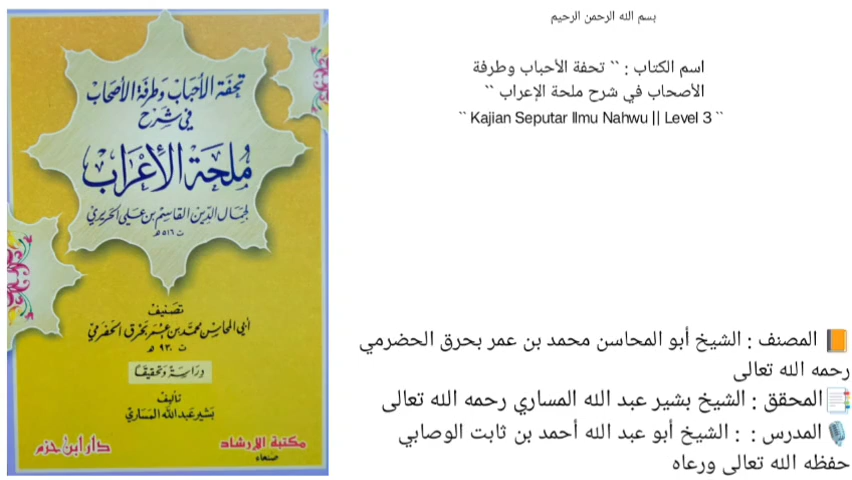 تحفة الأحباب وطرفة الأصحاب
في شرح
ملحة الإعراب
لجمال الدين القاسم بن علي الحريري
ت ٥١٦ هـ
تصنيف
أبي المحاسن محمد بن عمر بحرق الحضرمي
ت ٩٣٠ هـ
دراسة وتحقيقا
تأليف
بشير عبد الله المساري
مكتبة الإرشاد
صنعاء
دار ابن حزم
بسم الله الرحمن الرحيم
اسم الكتاب : `` تحفة الأحباب وطرفة
الأصحاب في شرح ملحة الإعراب ``
`` Kajian Seputar Ilmu Nahwu || Level 3 ``
📙 المصنف : الشيخ أبو المحاسن محمد بن عمر بحرق الحضرمي
رحمه الله تعالى
📑المحقق : الشيخ بشير عبد الله المساري رحمه الله تعالى
🎙️المدرس : : الشيخ أبو عبد الله أحمد بن ثابت الوصابي
حفظه الله تعالى ورعاه